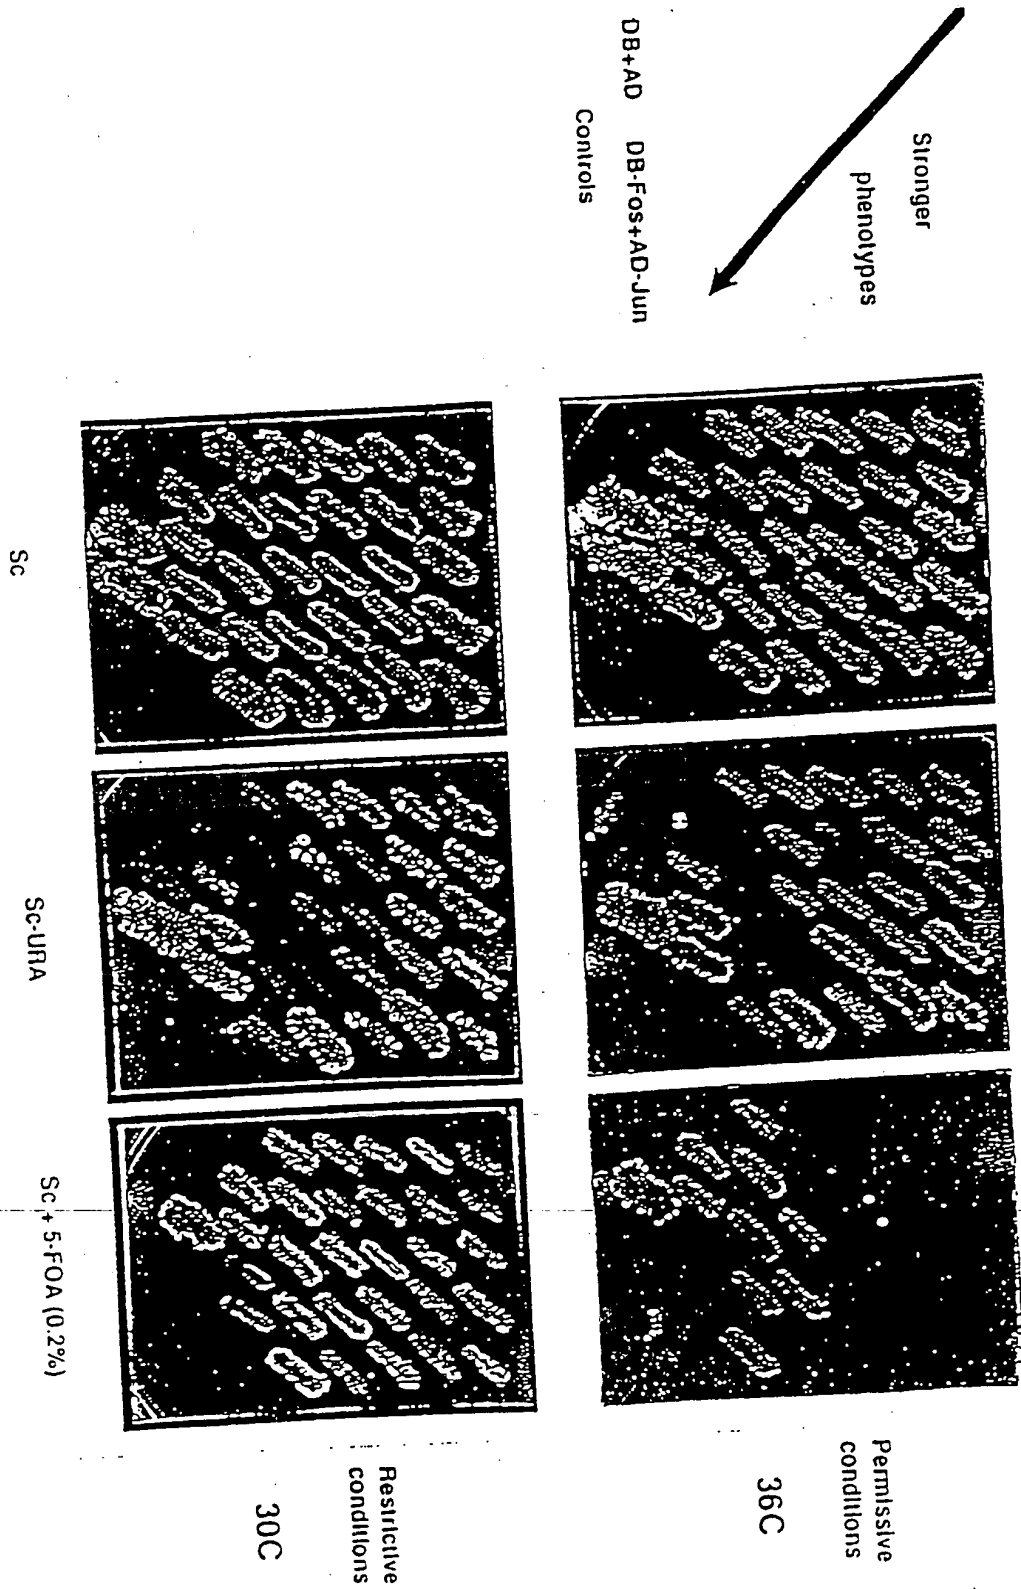 Stronger
phenotypes
DB+AD DB-Fos+AD-Jun
Controls
Permissive
conditions
36C
Restrictive
conditions
30C
Sc
Sc-URA
Sc + 5-FOA (0.2%)